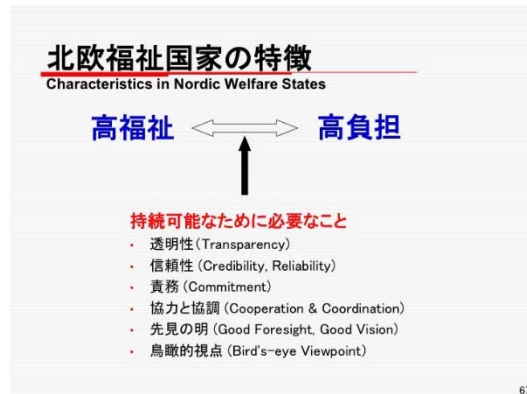 北欧福祉国家の特徴
Characteristics in Nordic Welfare States
高福祉 高負担
持続可能なために必要なこと
・ 透明性(Transparency)
・ 信頼性 (Credibility, Reliability)
・ 責務 (Commitment)
・ 協力と協調 (Cooperation & Coordination)
・ 先見の明 (Good Foresight, Good Vision)
・ 鳥瞰的視点 (Bird's-eye Viewpoint)